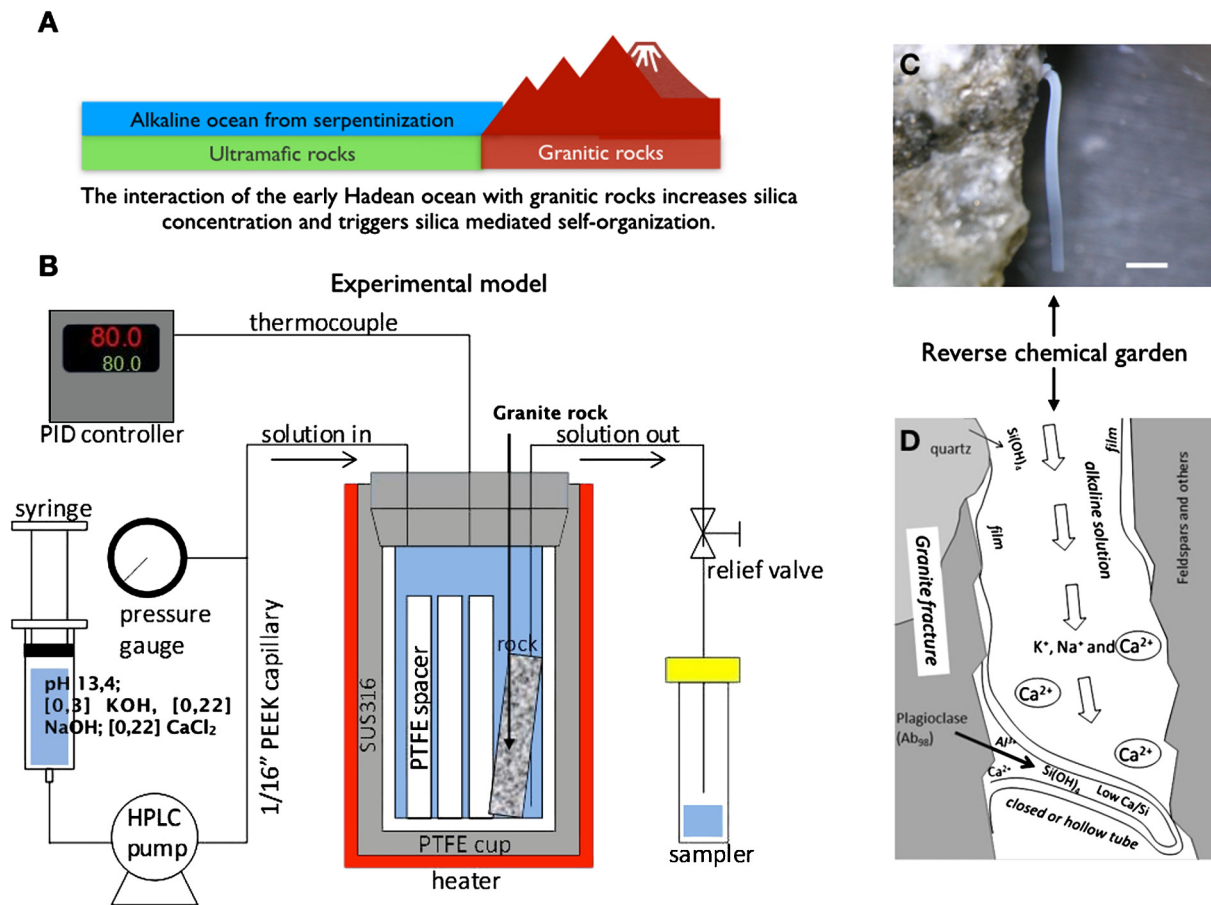 A
Alkaline ocean from serpentinization
Ultramafic rocks
Granitic rocks
The interaction of the early Hadean ocean with granitic rocks increases silica
concentration and triggers silica mediated self-organization.
B
Experimental model
80.0
80.0
PID controller
thermocouple
solution in
Granite rock
solution out
syringe
pressure
gauge
pH 13,4;
[0,3] KOH, [0,22]
NaOH; [0,22] CaCl₂
HPLC
pump
1/16” PEEK capillary
SUS316
PTFE spacer
rock
PTFE cup
heater
relief valve
sampler
C
Reverse chemical garden
D
quartz
Si(OH)₄
film
alkaline solution
film
Feldspars and others
Granite fracture
K⁺, Na⁺ and Ca²⁺
Ca²⁺
Plagioclase
(Ab₉₈)
Ca²⁺
Al³⁺
Ca²⁺
Si(OH)₄
Low Ca/Si
closed or hollow tube